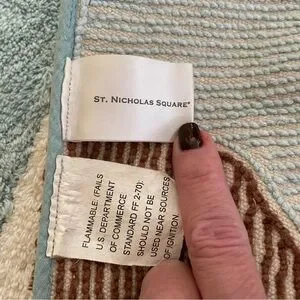 ST. NICHOLAS SQUARE®
FLAMMABLE: (FAILS
U.S. DEPARTMENT
OF COMMERCE
STANDARD FF 2-70):
SHOULD NOT BE
USED NEAR SOURCES
OF IGNITION